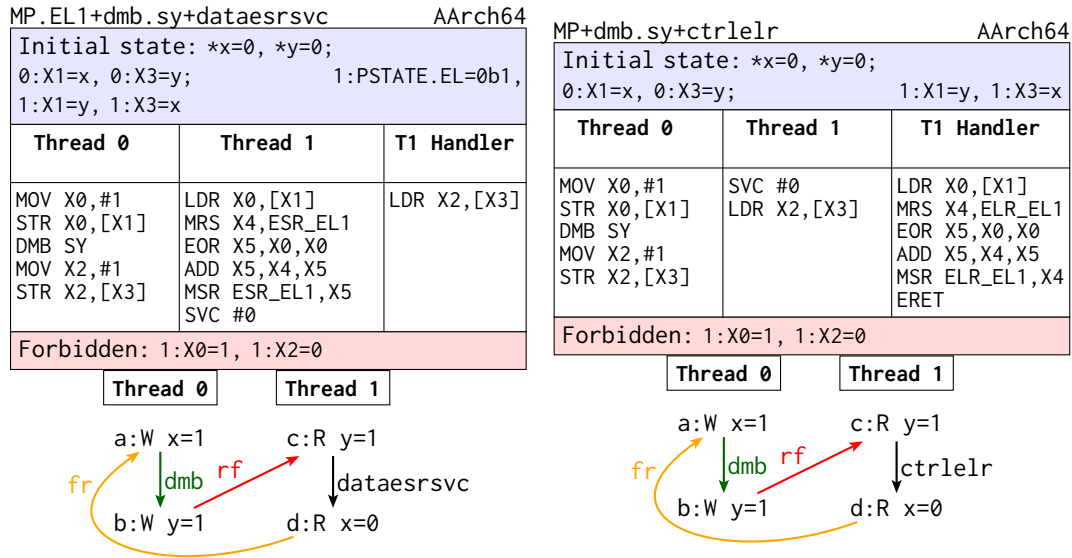 MP.EL1+dmb.sy+dataesrsvc AArch64
Initial state: *x=0, *y=0;
0:X1=x, 0:X3=y; 1:PSTATE.EL=0b1,
1:X1=y, 1:X3=x
Thread 0 Thread 1 T1 Handler
MOV X0,#1 LDR X0,[X1] LDR X2,[X3]
STR X0,[X1] MRS X4,ESR_EL1
DMB SY EOR X5,X0,X0
MOV X2,#1 ADD X5,X4,X5
STR X2,[X3] MSR ESR_EL1,X5
SVC #0
Forbidden: 1:X0=1, 1:X2=0
Thread 0 Thread 1
a:W x=1 c:R y=1
fr dmb rf dataesrsvc
b:W y=1 d:R x=0
MP+dmb.sy+ctrlelr AArch64
Initial state: *x=0, *y=0;
0:X1=x, 0:X3=y; 1:X1=y, 1:X3=x
Thread 0 Thread 1 T1 Handler
MOV X0,#1 SVC #0 LDR X0,[X1]
STR X0,[X1] LDR X2,[X3] MRS X4,ELR_EL1
DMB SY EOR X5,X0,X0
MOV X2,#1 ADD X5,X4,X5
STR X2,[X3] MSR ELR_EL1,X4
ERET
Forbidden: 1:X0=1, 1:X2=0
Thread 0 Thread 1
a:W x=1 c:R y=1
fr dmb rf ctrlelr
b:W y=1 d:R x=0